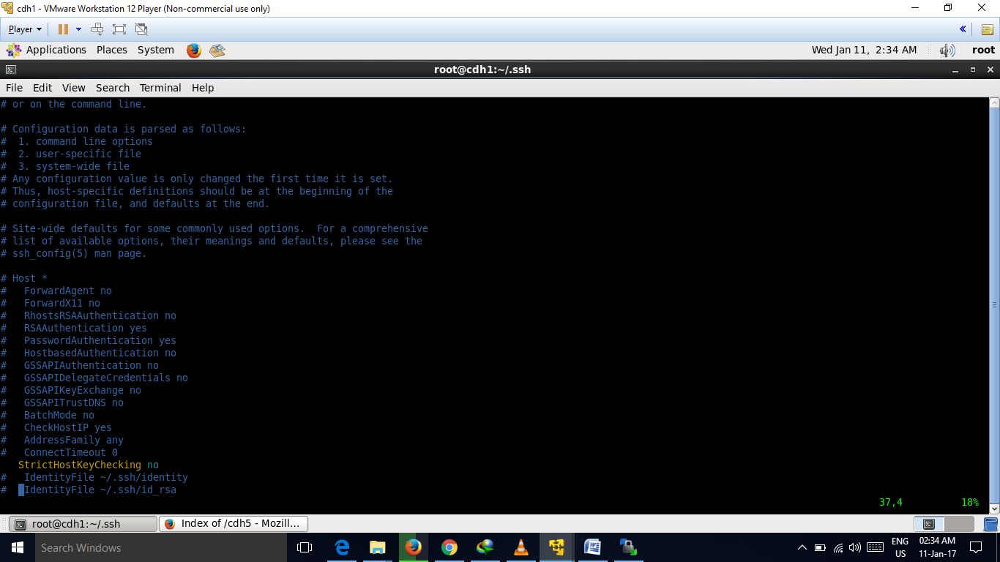 cdh1 - VMware Workstation 12 Player (Non-commercial use only)
Player
Applications Places System Wed Jan 11, 2:34 AM root
root@cdh1:~/.ssh
File Edit View Search Terminal Help
# or on the command line.
# Configuration data is parsed as follows:
#  1. command line options
#  2. user-specific file
#  3. system-wide file
# Any configuration value is only changed the first time it is set.
# Thus, host-specific definitions should be at the beginning of the
# configuration file, and defaults at the end.
# Site-wide defaults for some commonly used options.  For a comprehensive
# list of available options, their meanings and defaults, please see the
# ssh_config(5) man page.
# Host *
#   ForwardAgent no
#   ForwardX11 no
#   RhostsRSAAuthentication no
#   RSAAuthentication yes
#   PasswordAuthentication yes
#   HostbasedAuthentication no
#   GSSAPIAuthentication no
#   GSSAPIDelegateCredentials no
#   GSSAPIKeyExchange no
#   GSSAPITrustDNS no
#   BatchMode no
#   CheckHostIP yes
#   AddressFamily any
#   ConnectTimeout 0
   StrictHostKeyChecking no
#   IdentityFile ~/.ssh/identity
#   IdentityFile ~/.ssh/id_rsa
37,4 18%
root@cdh1:~/.ssh Index of /cdh5 - Mozill...
Search Windows ENG 02:34 AM
US 11-Jan-17